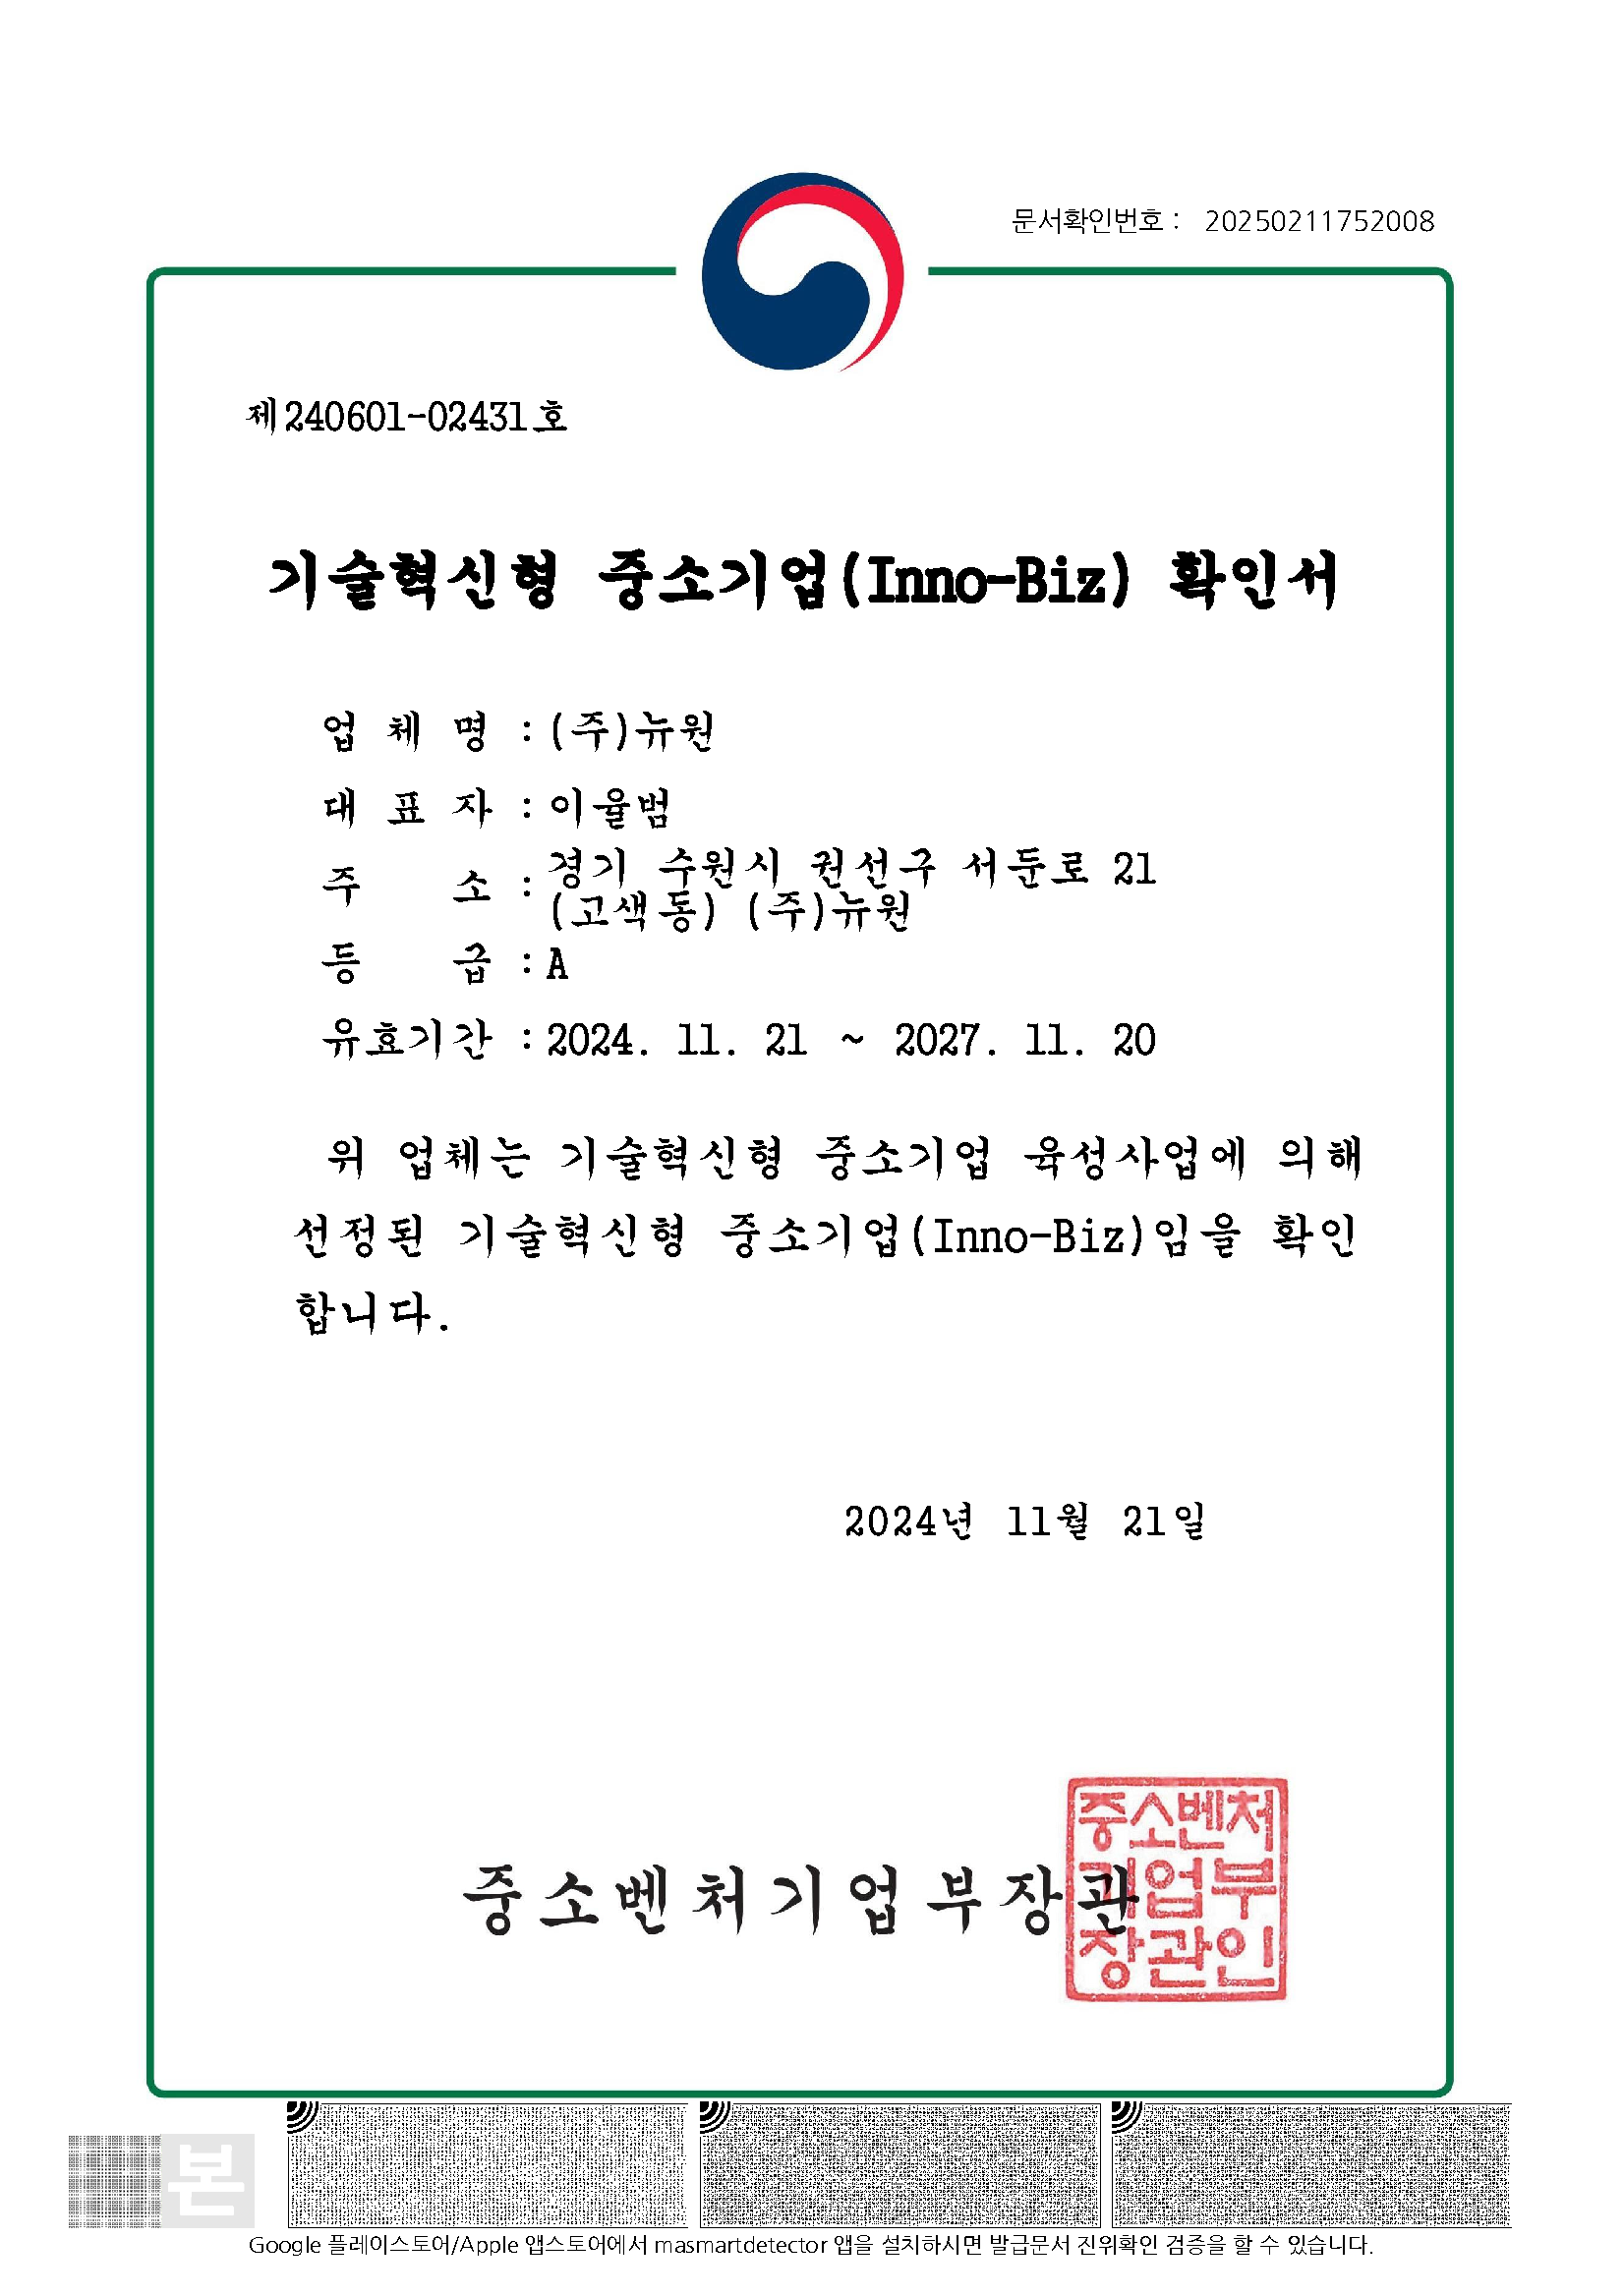 문서확인번호 : 20250211752008
제240601-02431호
기술혁신형 중소기업(Inno-Biz) 확인서
업 체 명 : (주)뉴원
대 표 자 : 이율범
주 소 : 경기 수원시 권선구 서둔로 21
(고색동) (주)뉴원
등 급 : A
유효기간 : 2024. 11. 21 ~ 2027. 11. 20
위 업체는 기술혁신형 중소기업 육성사업에 의해
선정된 기술혁신형 중소기업(Inno-Biz)임을 확인
합니다.
2024년 11월 21일
중소벤처기업부장관
중소벤처
기업부
장관인
본
Google 플레이스토어/Apple 앱스토어에서 masmartdetector 앱을 설치하시면 발급문서 진위확인 검증을 할 수 있습니다.